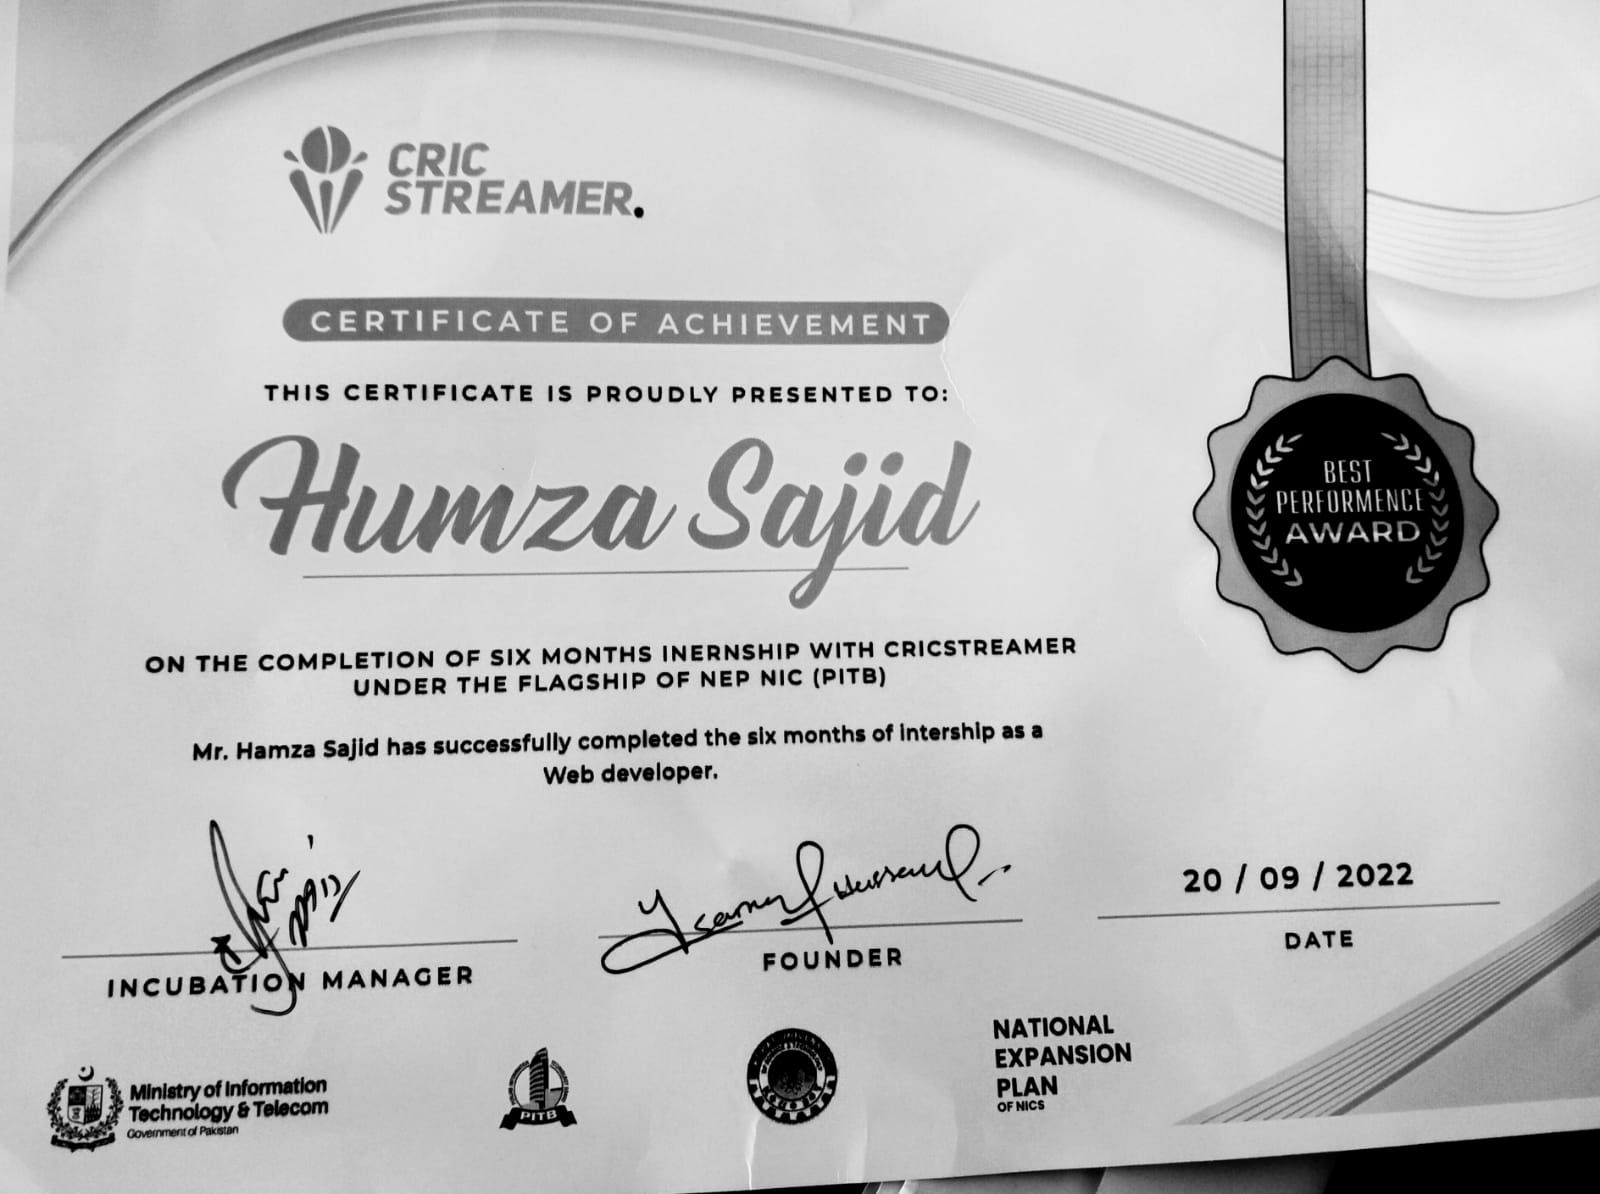 CRIC
STREAMER.
CERTIFICATE OF ACHIEVEMENT
THIS CERTIFICATE IS PROUDLY PRESENTED TO:
Humza Sajid
BEST
PERFORMENCE
AWARD
ON THE COMPLETION OF SIX MONTHS INERNSHIP WITH CRICSTREAMER
UNDER THE FLAGSHIP OF NEP NIC (PITB)
Mr. Hamza Sajid has successfully completed the six months of intership as a
Web developer.
20 / 09 / 2022
INCUBATION MANAGER
FOUNDER
DATE
Ministry of Information
Technology & Telecom
Government of Pakistan
PITB
NATIONAL
EXPANSION
PLAN
OF NICS